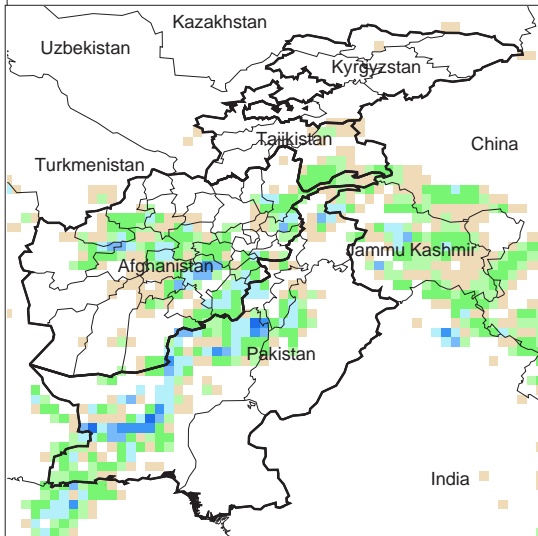 Kazakhstan
Uzbekistan
Kyrgyzstan
Tajikistan
China
Turkmenistan
Jammu Kashmir
Afghanistan
Pakistan
India